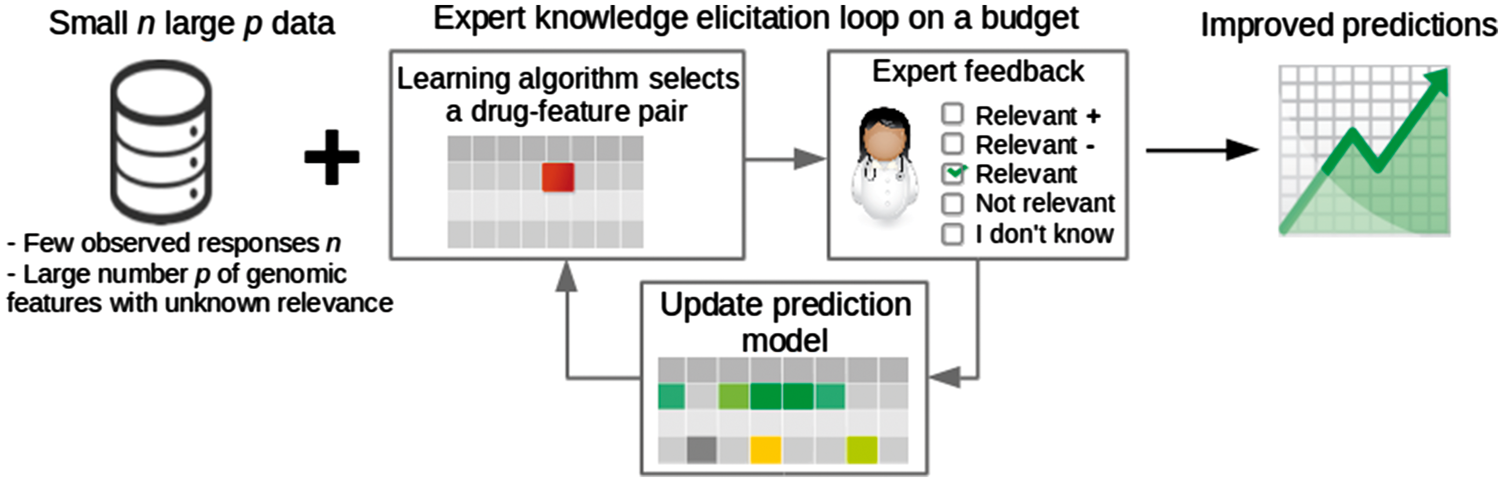 Small n large p data
- Few observed responses n
- Large number p of genomic
features with unknown relevance
Expert knowledge elicitation loop on a budget
Learning algorithm selects
a drug-feature pair
Expert feedback
Relevant +
Relevant -
Relevant
Not relevant
I don't know
Update prediction
model
Improved predictions